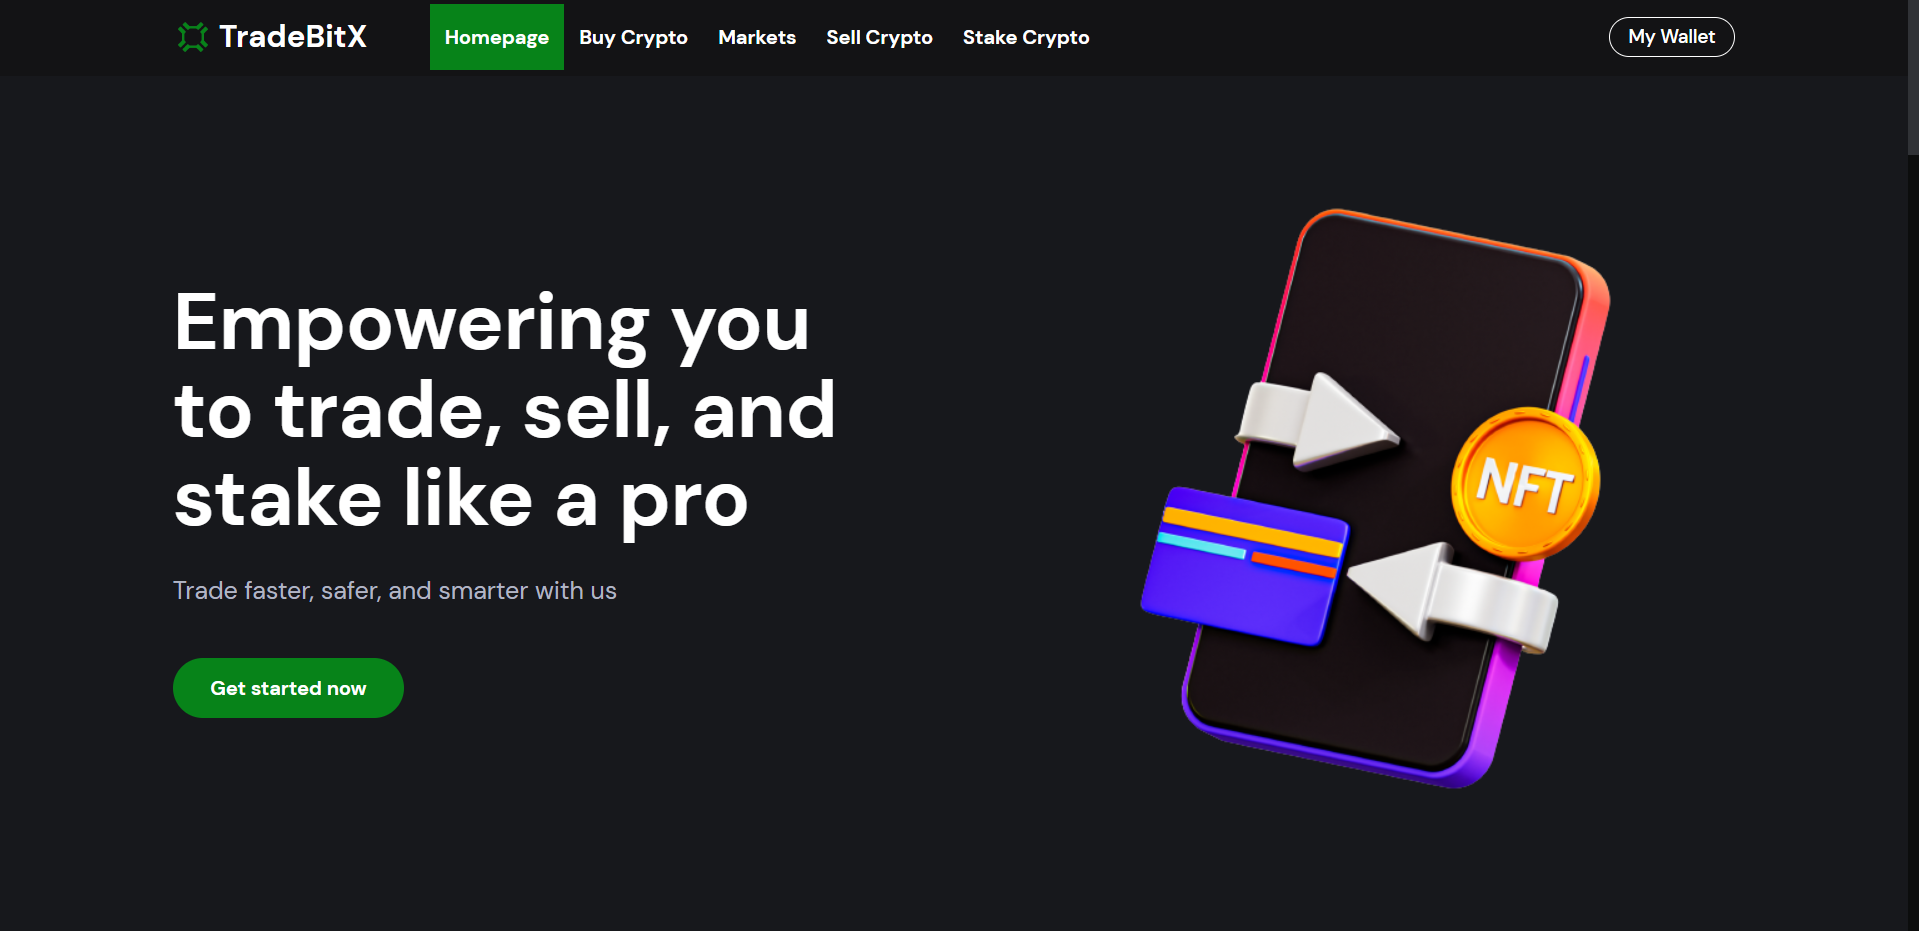 TradeBitX
Homepage
Buy Crypto
Markets
Sell Crypto
Stake Crypto
My Wallet
Empowering you
to trade, sell, and
stake like a pro
Trade faster, safer, and smarter with us
Get started now
NFT